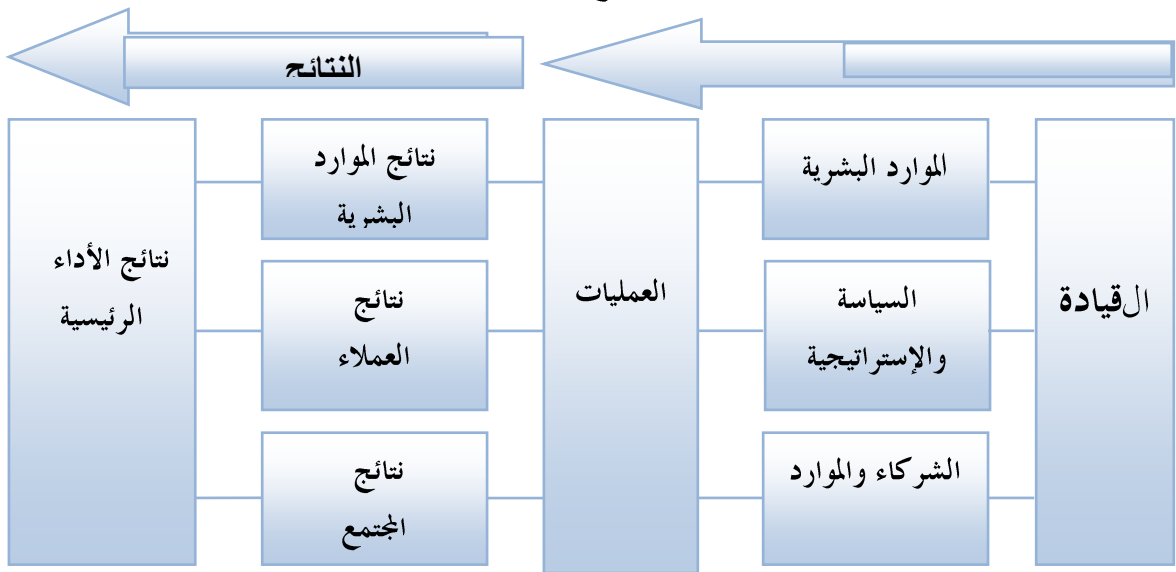 النتائج
القيادة
الموارد البشرية
السياسة
والإستراتيجية
الشركاء والموارد
العمليات
نتائج الموارد
البشرية
نتائج
العملاء
نتائج
المجتمع
نتائج الأداء
الرئيسية